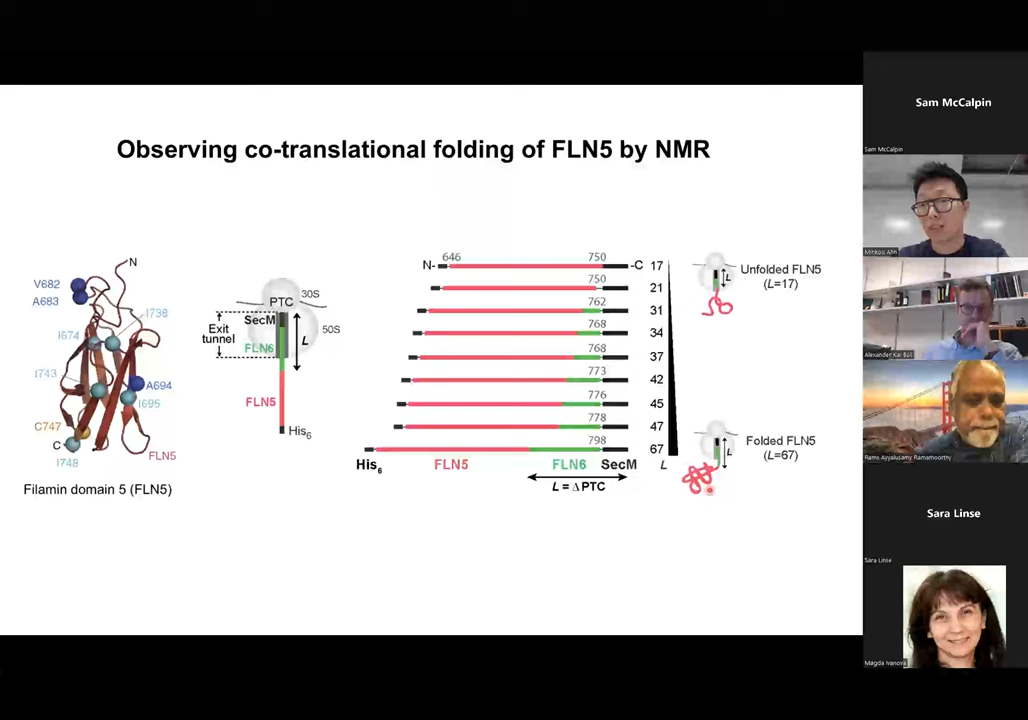 Observing co-translational folding of FLN5 by NMR
N
V682
A683
I738
I674
I743
A694
I695
C747
C
I748
FLN5
Filamin domain 5 (FLN5)
30S
PTC
SecM
50S
Exit
tunnel
FLN6
L
FLN5
His6
646 750
N- -C 17
750
21
762
31
768
34
768
37
773
42
776
45
778
47
798
67
His6 FLN5 FLN6 SecM L
L = Δ PTC
L
Unfolded FLN5
(L=17)
L
Folded FLN5
(L=67)
Sam McCalpin
Sam McCalpin
Minkoo Ahn
Alexander Kai Büll
Rams Ayyalusamy Ramamoorthy
Sara Linse
Sara Linse
Magda Ivanova